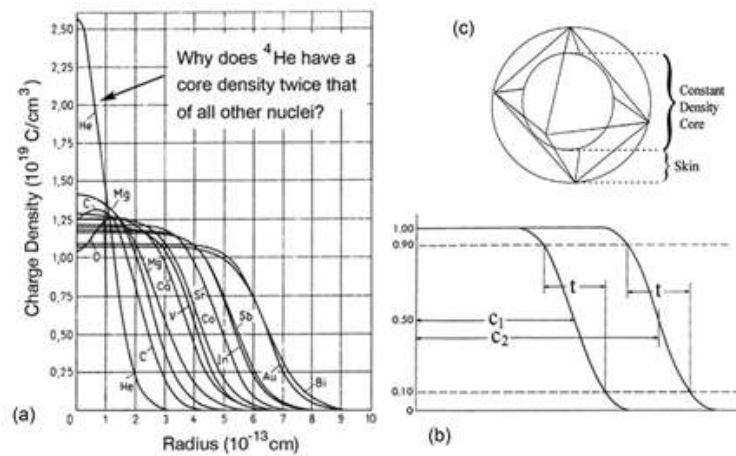 (a)
Charge Density (10¹⁹ C/cm³)
2,50
2,25
2,00
1,75
1,50
1,25
1,00
0,75
0,50
0,25
0
0 1 2 3 4 5 6 7 8 9 10
Radius (10⁻¹³cm)
Why does ⁴He have a
core density twice that
of all other nuclei?
He
C
Mg
O
Mg
Ca
V
Sr
Co
Sb
In
C
He
Au
Bi
(c)
Constant
Density
Core
Skin
1.00
0.90
0.50
0.10
0
t
t
c₁
c₂
(b)